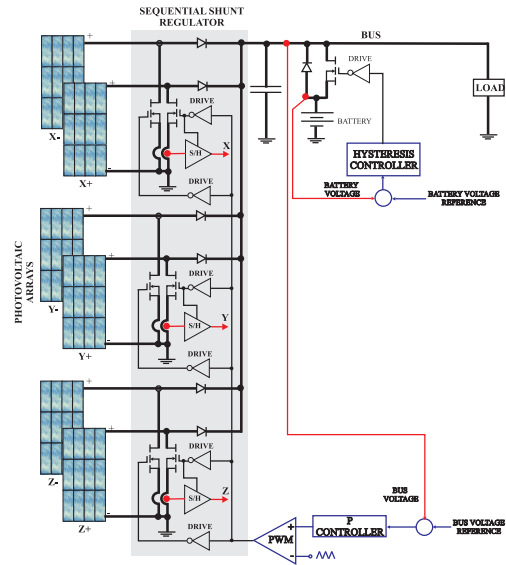 SEQUENTIAL SHUNT
REGULATOR
BUS
DRIVE
LOAD
BATTERY
HYSTERESIS
CONTROLLER
BATTERY
VOLTAGE
BATTERY VOLTAGE
REFERENCE
PHOTOVOLTAIC
ARRAYS
+
+
X-
-
X+
DRIVE
S/H
X
DRIVE
+
+
Y-
-
Y+
DRIVE
S/H
Y
DRIVE
+
+
Z-
-
Z+
DRIVE
S/H
Z
DRIVE
PWM
+
-
P
CONTROLLER
BUS
VOLTAGE
BUS VOLTAGE
REFERENCE